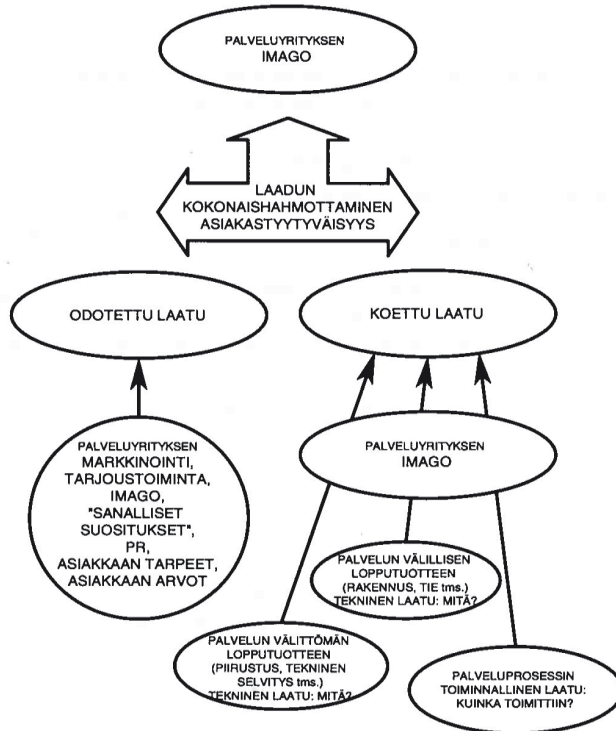 PALVELUYRITYKSEN
IMAGO
LAADUN
KOKONAISHAHMOTTAMINEN
ASIAKASTYYTYVÄISYYS
ODOTETTU LAATU
KOETTU LAATU
PALVELUYRITYKSEN
MARKKINOINTI,
TARJOUSTOIMINTA,
IMAGO,
"SANALLISET
SUOSITUKSET",
PR,
ASIAKKAAN TARPEET,
ASIAKKAAN ARVOT
PALVELUYRITYKSEN
IMAGO
PALVELUN VÄLILLISEN
LOPPUTUOTTEEN
(RAKENNUS, TIE tms.)
TEKNINEN LAATU: MITÄ?
PALVELUN VÄLITTÖMÄN
LOPPUTUOTTEEN
(PIIRUSTUS, TEKNINEN
SELVITYS tms.)
TEKNINEN LAATU: MITÄ?
PALVELUPROSESSIN
TOIMINNALLINEN LAATU:
KUINKA TOIMITTIIN?